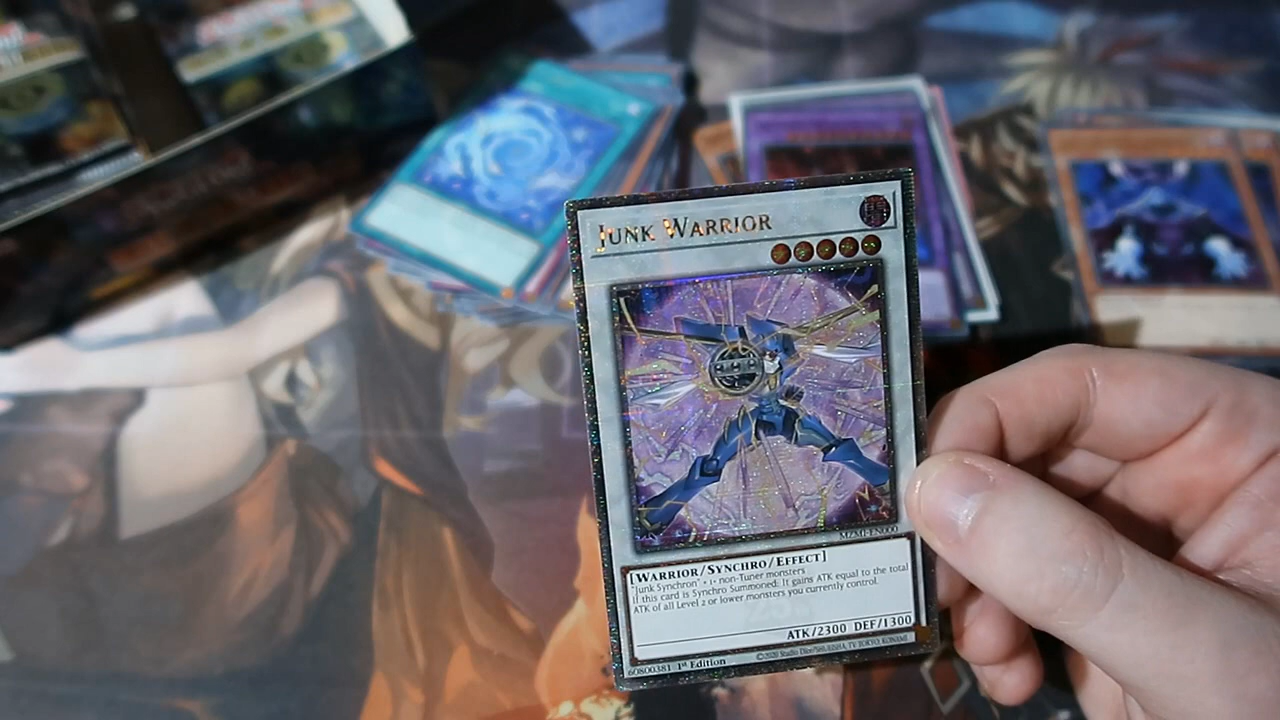 JUNK WARRIOR
MZMI-EN000
[WARRIOR/SYNCHRO/EFFECT]
"Junk Synchron" + 1+ non-Tuner monsters
If this card is Synchro Summoned: It gains ATK equal to the total
ATK of all Level 2 or lower monsters you currently control.
ATK/2300 DEF/1300
60800381 1st Edition
©2020 Studio Dice/SHUEISHA, TV TOKYO, KONAMI